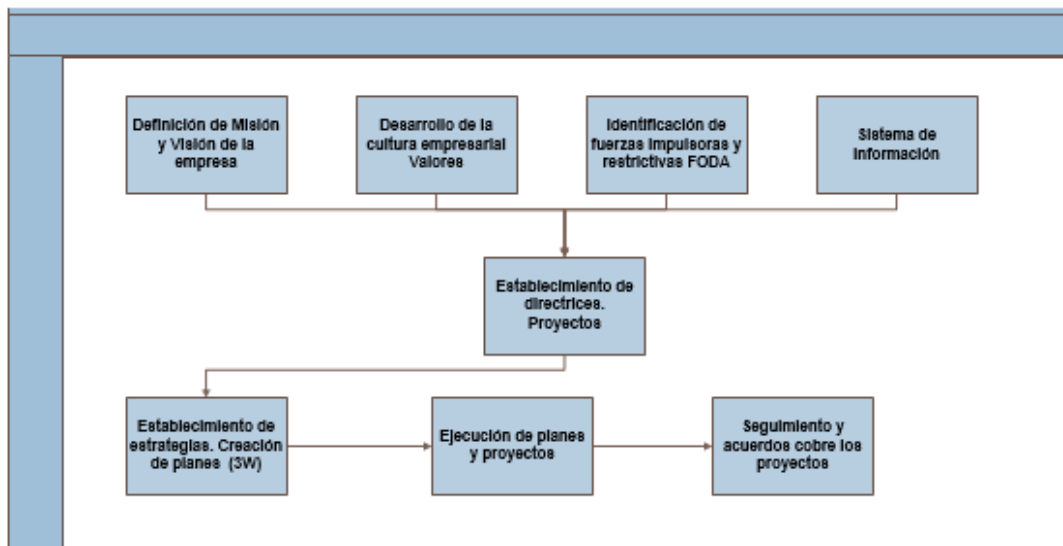 Definición de Misión
y Visión de la
empresa
Desarrollo de la
cultura empresarial
Valores
Identificación de
fuerzas impulsoras y
restrictivas FODA
Sistema de
información
Establecimiento de
directrices.
Proyectos
Establecimiento de
estrategias. Creación
de planes (3W)
Ejecución de planes
y proyectos
Seguimiento y
acuerdos cobre los
proyectos